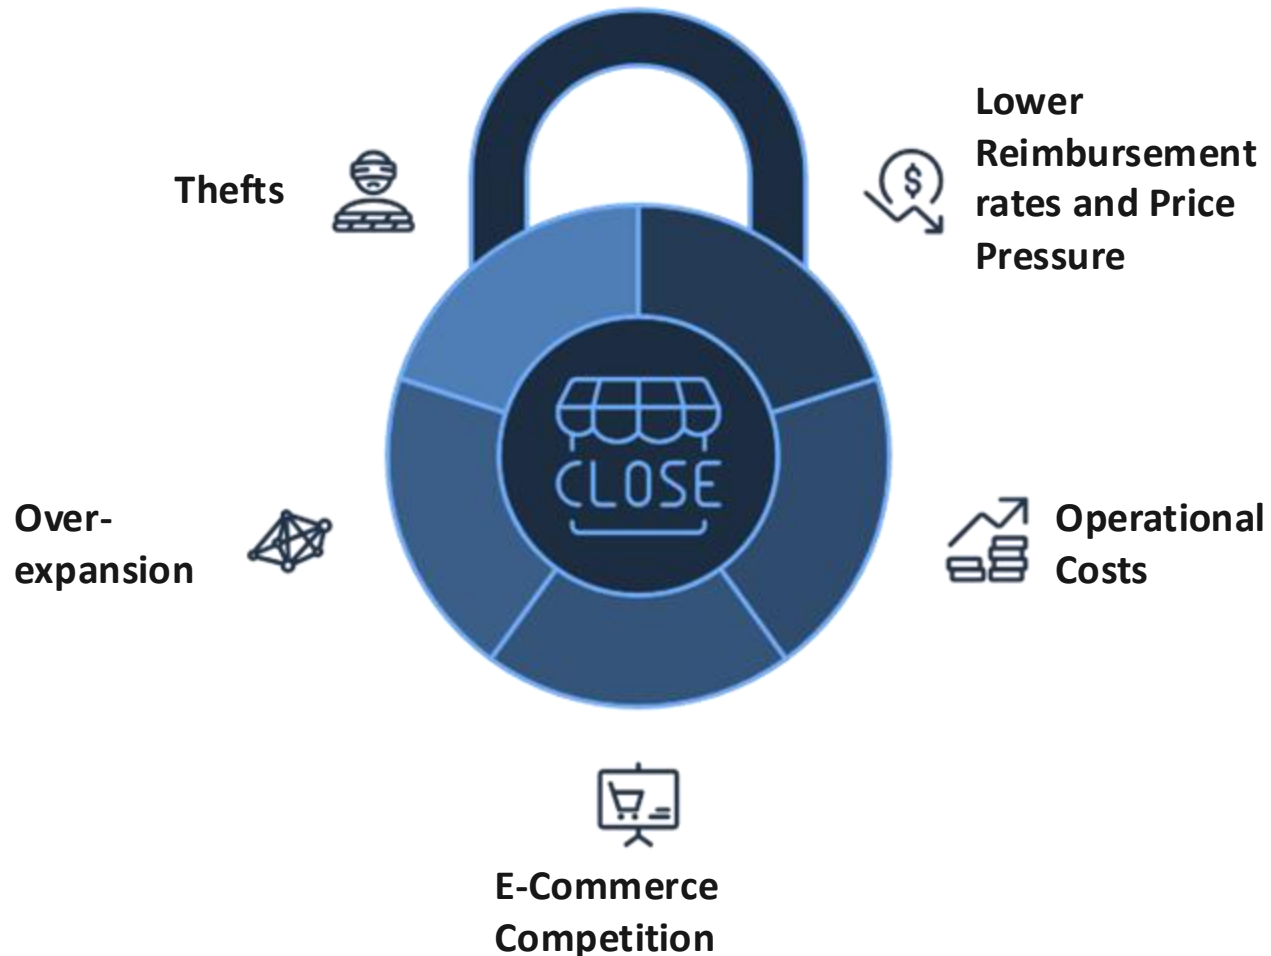 Thefts
Lower
Reimbursement
rates and Price
Pressure
CLOSE
Over-
expansion
Operational
Costs
E-Commerce
Competition